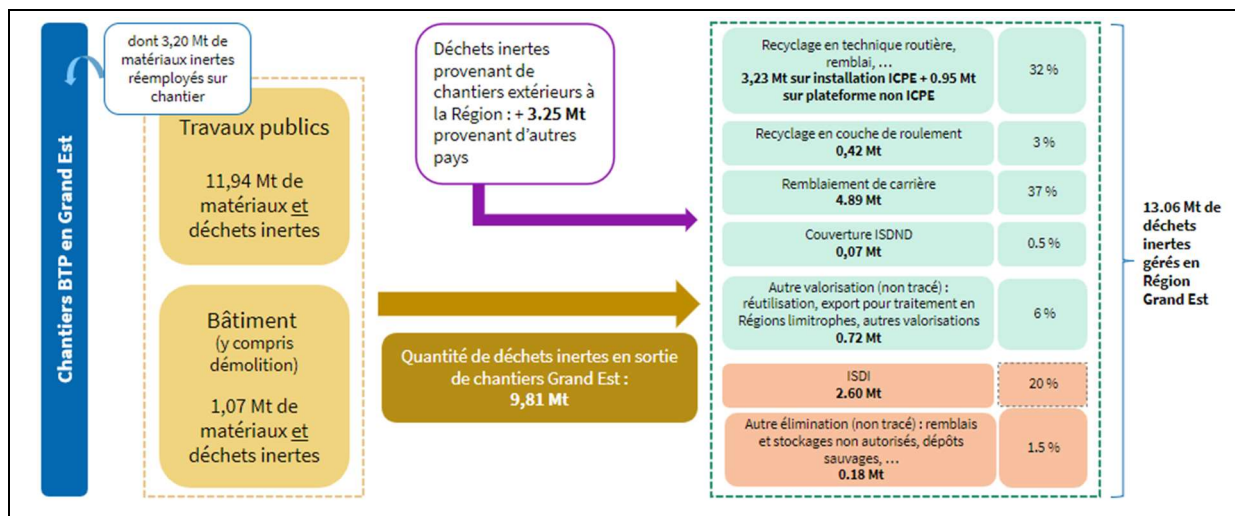 Chantiers BTP en Grand Est
dont 3,20 Mt de
matériaux inertes
réemployés sur
chantier
Travaux publics
11,94 Mt de
matériaux et
déchets inertes
Bâtiment
(y compris
démolition)
1,07 Mt de
matériaux et
déchets inertes
Déchets inertes
provenant de
chantiers extérieurs à
la Région : + 3.25 Mt
provenant d'autres
pays
Quantité de déchets inertes en sortie
de chantiers Grand Est :
9,81 Mt
Recyclage en technique routière,
remblai, …
3,23 Mt sur installation ICPE + 0.95 Mt
sur plateforme non ICPE
32 %
Recyclage en couche de roulement
0,42 Mt
3 %
Remblaiement de carrière
4.89 Mt
37 %
Couverture ISDND
0,07 Mt
0.5 %
Autre valorisation (non tracé) :
réutilisation, export pour traitement en
Régions limitrophes, autres valorisations
0.72 Mt
6 %
ISDI
2.60 Mt
20 %
Autre élimination (non tracé) : remblais
et stockages non autorisés, dépôts
sauvages, …
0.18 Mt
1.5 %
13.06 Mt de
déchets
inertes
gérés en
Région
Grand Est